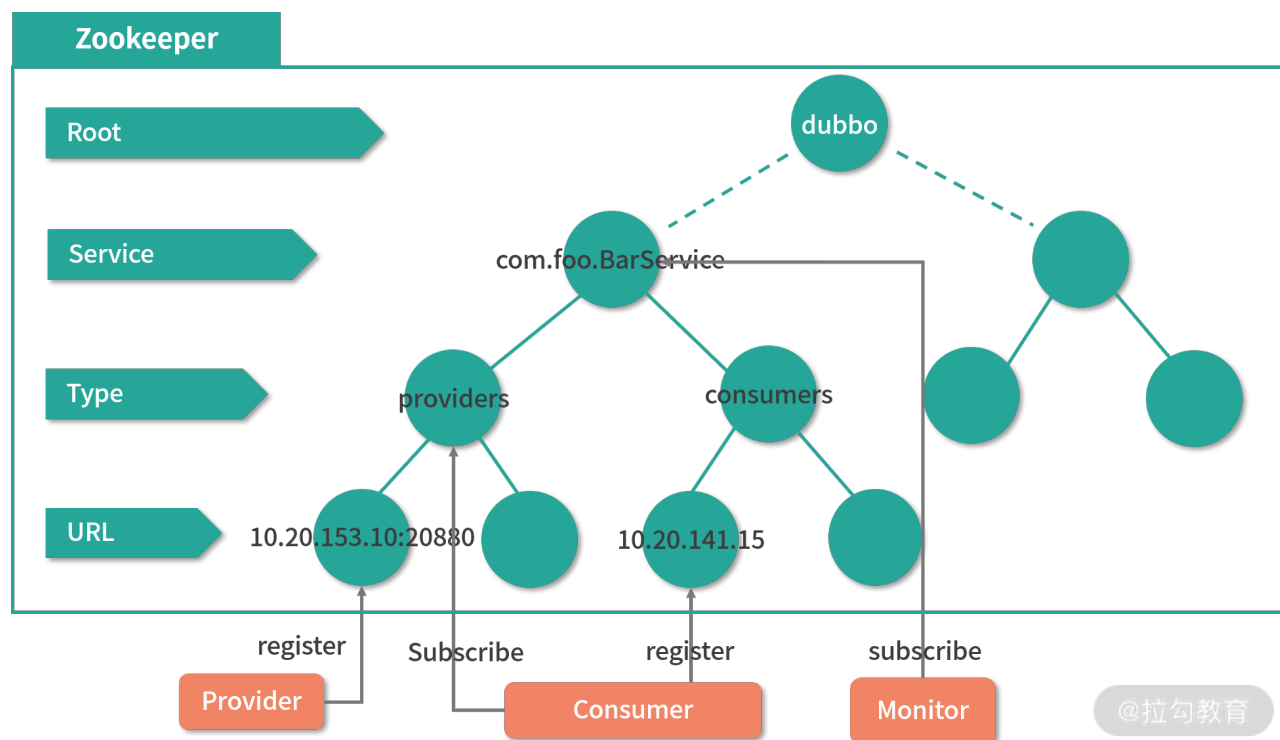 Zookeeper
Root
dubbo
Service
com.foo.BarService
Type
providers
consumers
URL
10.20.153.10:20880
10.20.141.15
register
Subscribe
register
subscribe
Provider
Consumer
Monitor
@拉勾教育